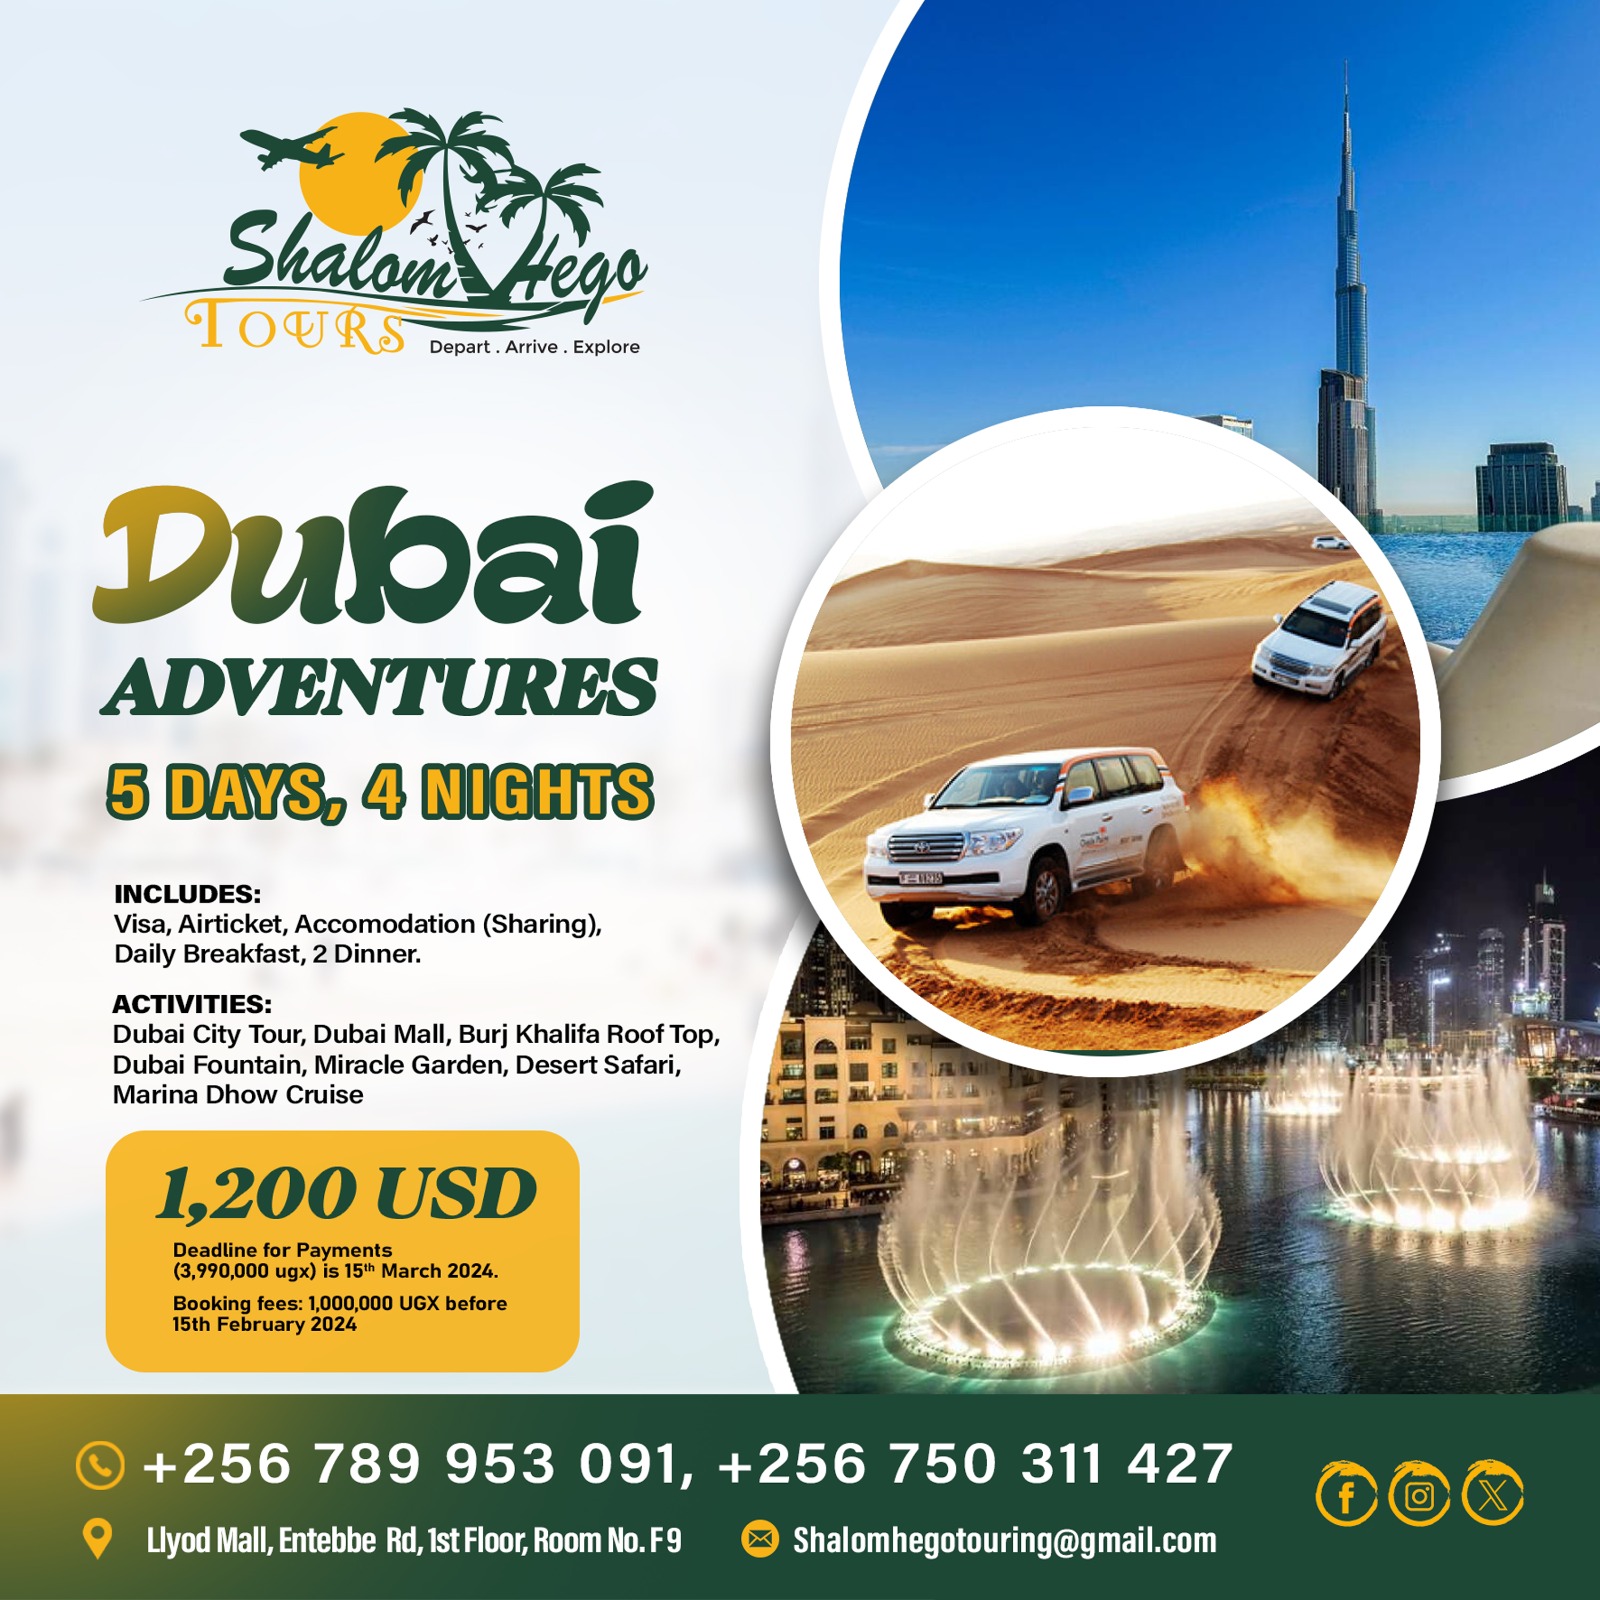 Shalom Hego
TOURS
Depart . Arrive . Explore
Dubai
ADVENTURES
5 DAYS, 4 NIGHTS
INCLUDES:
Visa, Airticket, Accomodation (Sharing),
Daily Breakfast, 2 Dinner.
ACTIVITIES:
Dubai City Tour, Dubai Mall, Burj Khalifa Roof Top,
Dubai Fountain, Miracle Garden, Desert Safari,
Marina Dhow Cruise
1,200 USD
Deadline for Payments
(3,990,000 ugx) is 15th March 2024.
Booking fees: 1,000,000 UGX before
15th February 2024
+256 789 953 091, +256 750 311 427
Llyod Mall, Entebbe Rd, 1st Floor, Room No. F 9
Shalomhegotouring@gmail.com